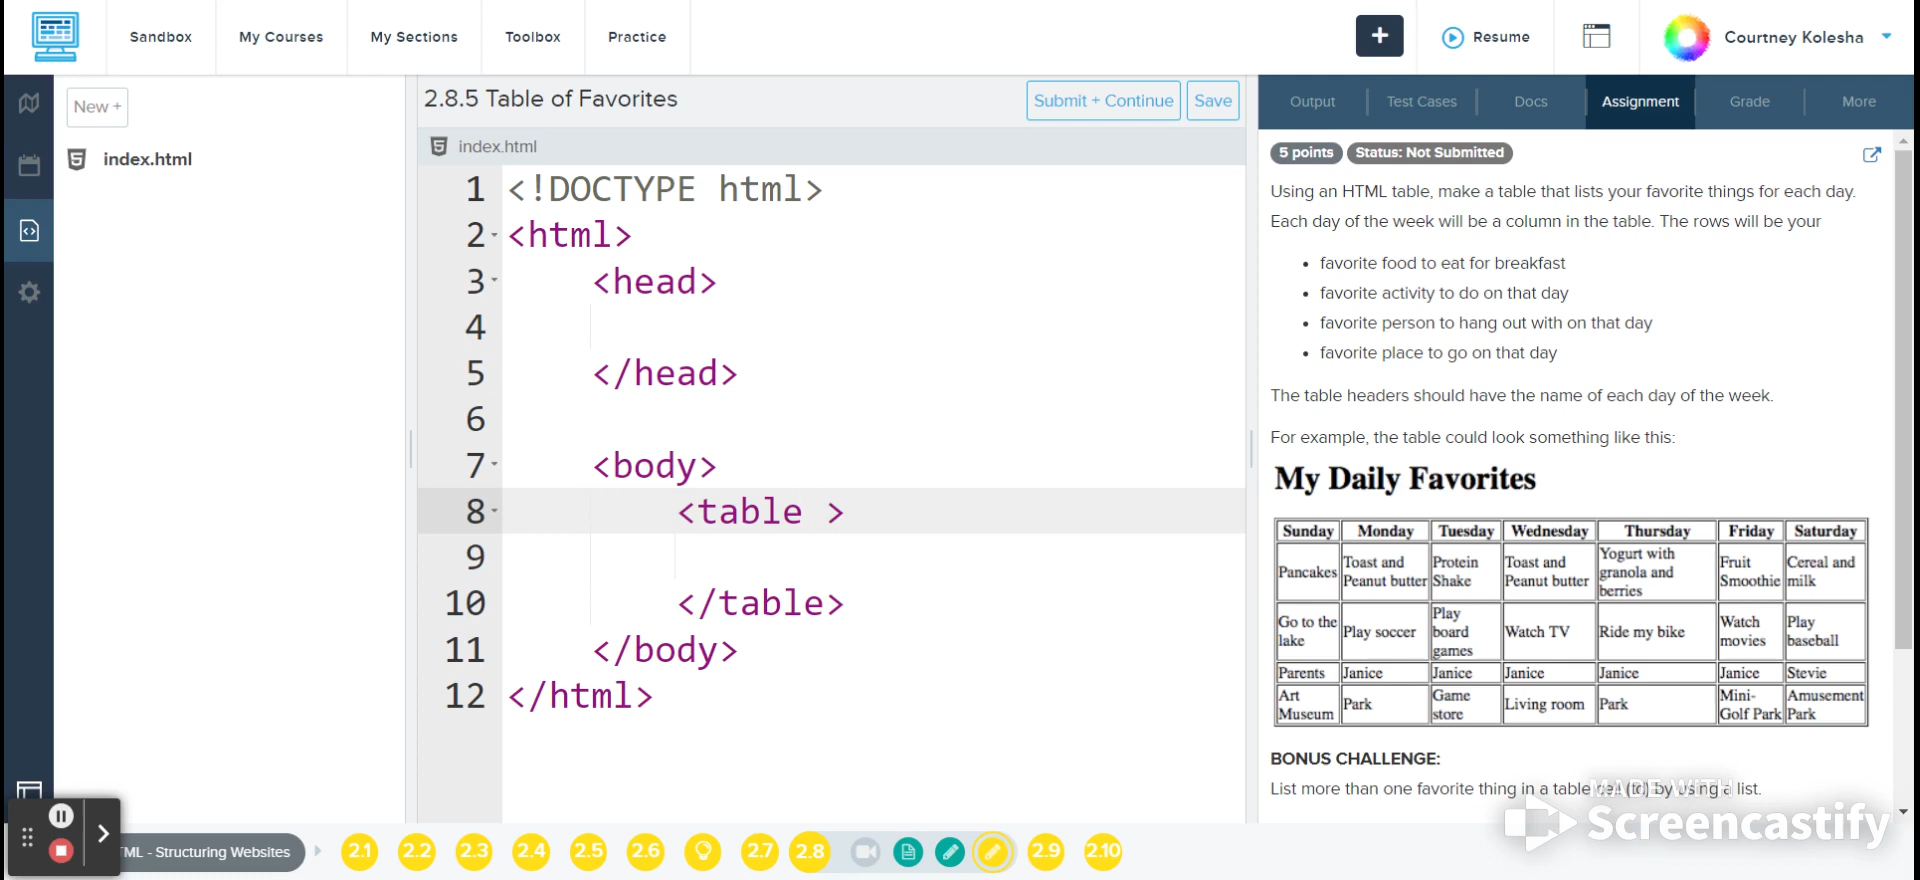 Sandbox
My Courses
My Sections
Toolbox
Practice
+
Resume
Courtney Kolesha
New +
index.html
2.8.5 Table of Favorites
Submit + Continue
Save
index.html
1 <!DOCTYPE html>
2 <html>
3 <head>
4
5 </head>
6
7 <body>
8 <table >
9
10 </table>
11 </body>
12 </html>
Output
Test Cases
Docs
Assignment
Grade
More
5 points
Status: Not Submitted
Using an HTML table, make a table that lists your favorite things for each day.
Each day of the week will be a column in the table. The rows will be your
• favorite food to eat for breakfast
• favorite activity to do on that day
• favorite person to hang out with on that day
• favorite place to go on that day
The table headers should have the name of each day of the week.
For example, the table could look something like this:
My Daily Favorites
Sunday Monday Tuesday Wednesday Thursday Friday Saturday
Pancakes
Toast and
Peanut butter
Protein
Shake
Toast and
Peanut butter
Yogurt with
granola and
berries
Fruit
Smoothie
Cereal and
milk
Go to the
lake
Play soccer
Play
board
games
Watch TV
Ride my bike
Watch
movies
Play
baseball
Parents Janice Janice Janice Janice Janice Stevie
Art
Museum
Park
Game
store
Living room
Park
Mini-
Golf Park
Amusement
Park
BONUS CHALLENGE:
List more than one favorite thing in a table cell (td) by using a list.
MADE WITH
Screencastify
TML - Structuring Websites
2.1
2.2
2.3
2.4
2.5
2.6
2.7
2.8
2.9
2.10